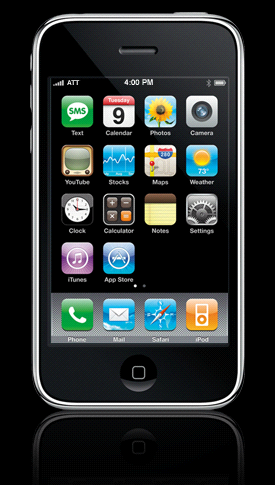 ATT 4:00 PM
SMS Tuesday 9 280 73°
Text Calendar Photos Camera
YouTube Stocks Maps Weather
Clock Calculator Notes Settings
iTunes App Store
Phone Mail Safari iPod